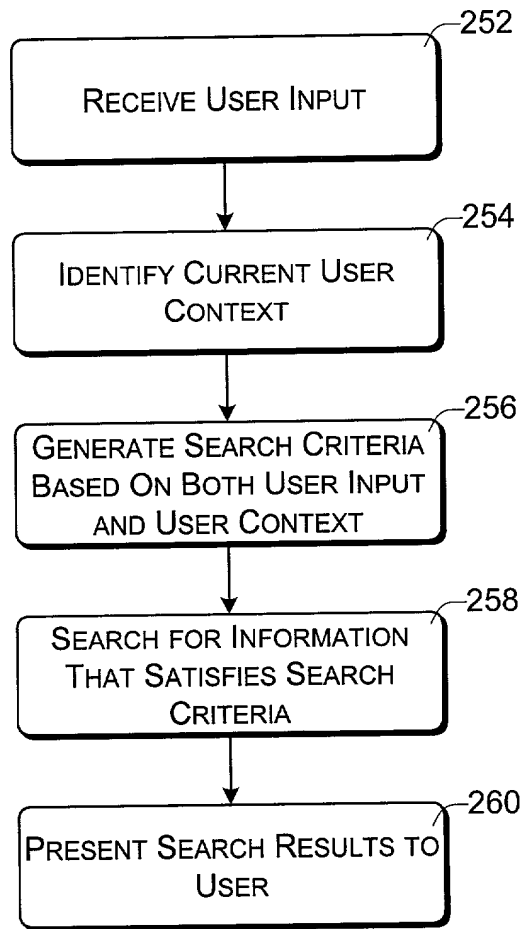 252
RECEIVE USER INPUT
254
IDENTIFY CURRENT USER
CONTEXT
256
GENERATE SEARCH CRITERIA
BASED ON BOTH USER INPUT
AND USER CONTEXT
258
SEARCH FOR INFORMATION
THAT SATISFIES SEARCH
CRITERIA
260
PRESENT SEARCH RESULTS TO
USER